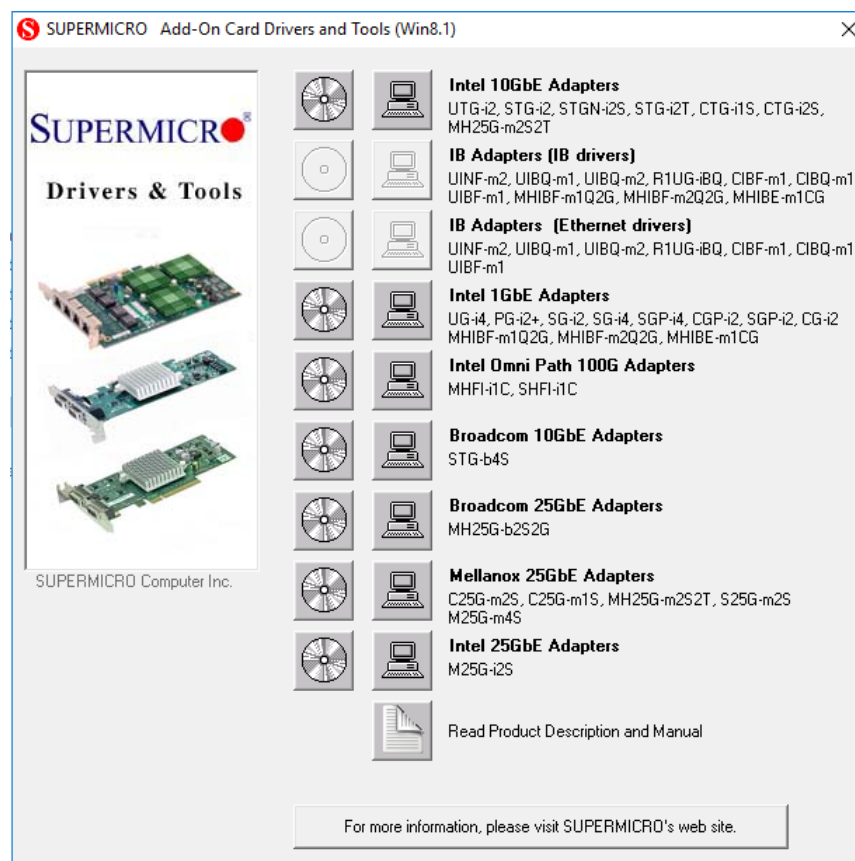 SUPERMICRO Add-On Card Drivers and Tools (Win8.1)
SUPERMICRO®
Drivers & Tools
SUPERMICRO Computer Inc.
Intel 10GbE Adapters
UTG-i2, STG-i2, STGN-i2S, STG-i2T, CTG-i1S, CTG-i2S,
MH25G-m2S2T
IB Adapters (IB drivers)
UINF-m2, UIBQ-m1, UIBQ-m2, R1UG-iBQ, CIBF-m1, CIBQ-m1
UIBF-m1, MHIBF-m1Q2G, MHIBF-m2Q2G, MHIBE-m1CG
IB Adapters (Ethernet drivers)
UINF-m2, UIBQ-m1, UIBQ-m2, R1UG-iBQ, CIBF-m1, CIBQ-m1
UIBF-m1
Intel 1GbE Adapters
UG-i4, PG-i2+, SG-i2, SG-i4, SGP-i4, CGP-i2, SGP-i2, CG-i2
MHIBF-m1Q2G, MHIBF-m2Q2G, MHIBE-m1CG
Intel Omni Path 100G Adapters
MHFI-i1C, SHFI-i1C
Broadcom 10GbE Adapters
STG-b4S
Broadcom 25GbE Adapters
MH25G-b2S2G
Mellanox 25GbE Adapters
C25G-m2S, C25G-m1S, MH25G-m2S2T, S25G-m2S
M25G-m4S
Intel 25GbE Adapters
M25G-i2S
Read Product Description and Manual
For more information, please visit SUPERMICRO's web site.